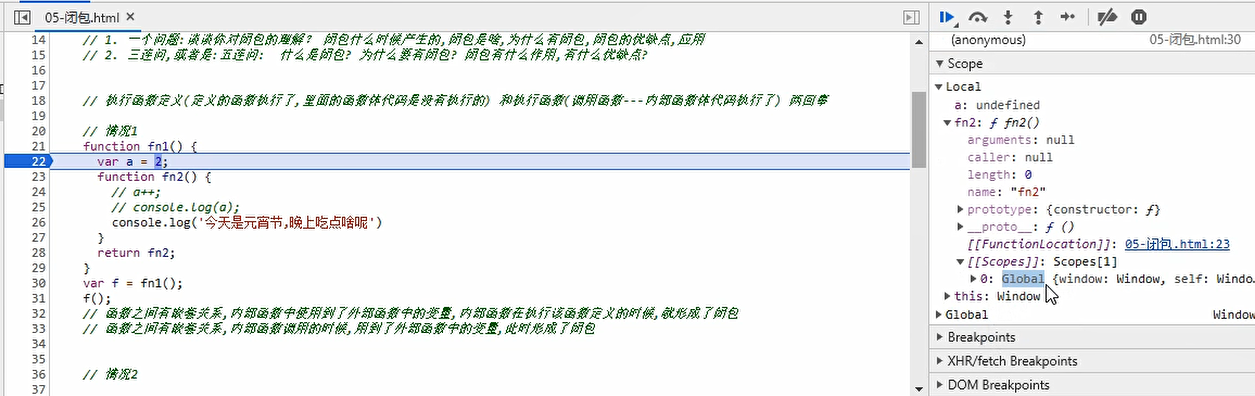 05-闭包.html ×
14 // 1. 一个问题:谈谈你对闭包的理解? 闭包什么时候产生的,闭包是啥,为什么有闭包,闭包的优缺点,应用
15 // 2. 三连问,或者是:五连问: 什么是闭包? 为什么要有闭包? 闭包有什么作用,有什么优缺点?
16
17
18 // 执行函数定义(定义的函数执行了,里面的函数体代码是没有执行的) 和执行函数(调用函数---内部函数体代码执行了) 两回事
19
20 // 情况1
21 function fn1() {
22 var a = 2;
23 function fn2() {
24 // a++;
25 // console.log(a);
26 console.log('今天是元宵节,晚上吃点啥呢')
27 }
28 return fn2;
29 }
30 var f = fn1();
31 f();
32 // 函数之间有嵌套关系,内部函数中使用到了外部函数中的变量,内部函数在执行该函数定义的时候,就形成了闭包
33 // 函数之间有嵌套关系,内部函数调用的时候,用到了外部函数中的变量,此时形成了闭包
34
35
36 // 情况2
37
(anonymous) 05-闭包.html:30
Scope
Local
a: undefined
fn2: ƒ fn2()
arguments: null
caller: null
length: 0
name: "fn2"
prototype: {constructor: ƒ}
__proto__: ƒ ()
[[FunctionLocation]]: 05-闭包.html:23
[[Scopes]]: Scopes[1]
0: Global {window: Window, self: Windo…
this: Window
Global Window
Breakpoints
XHR/fetch Breakpoints
DOM Breakpoints